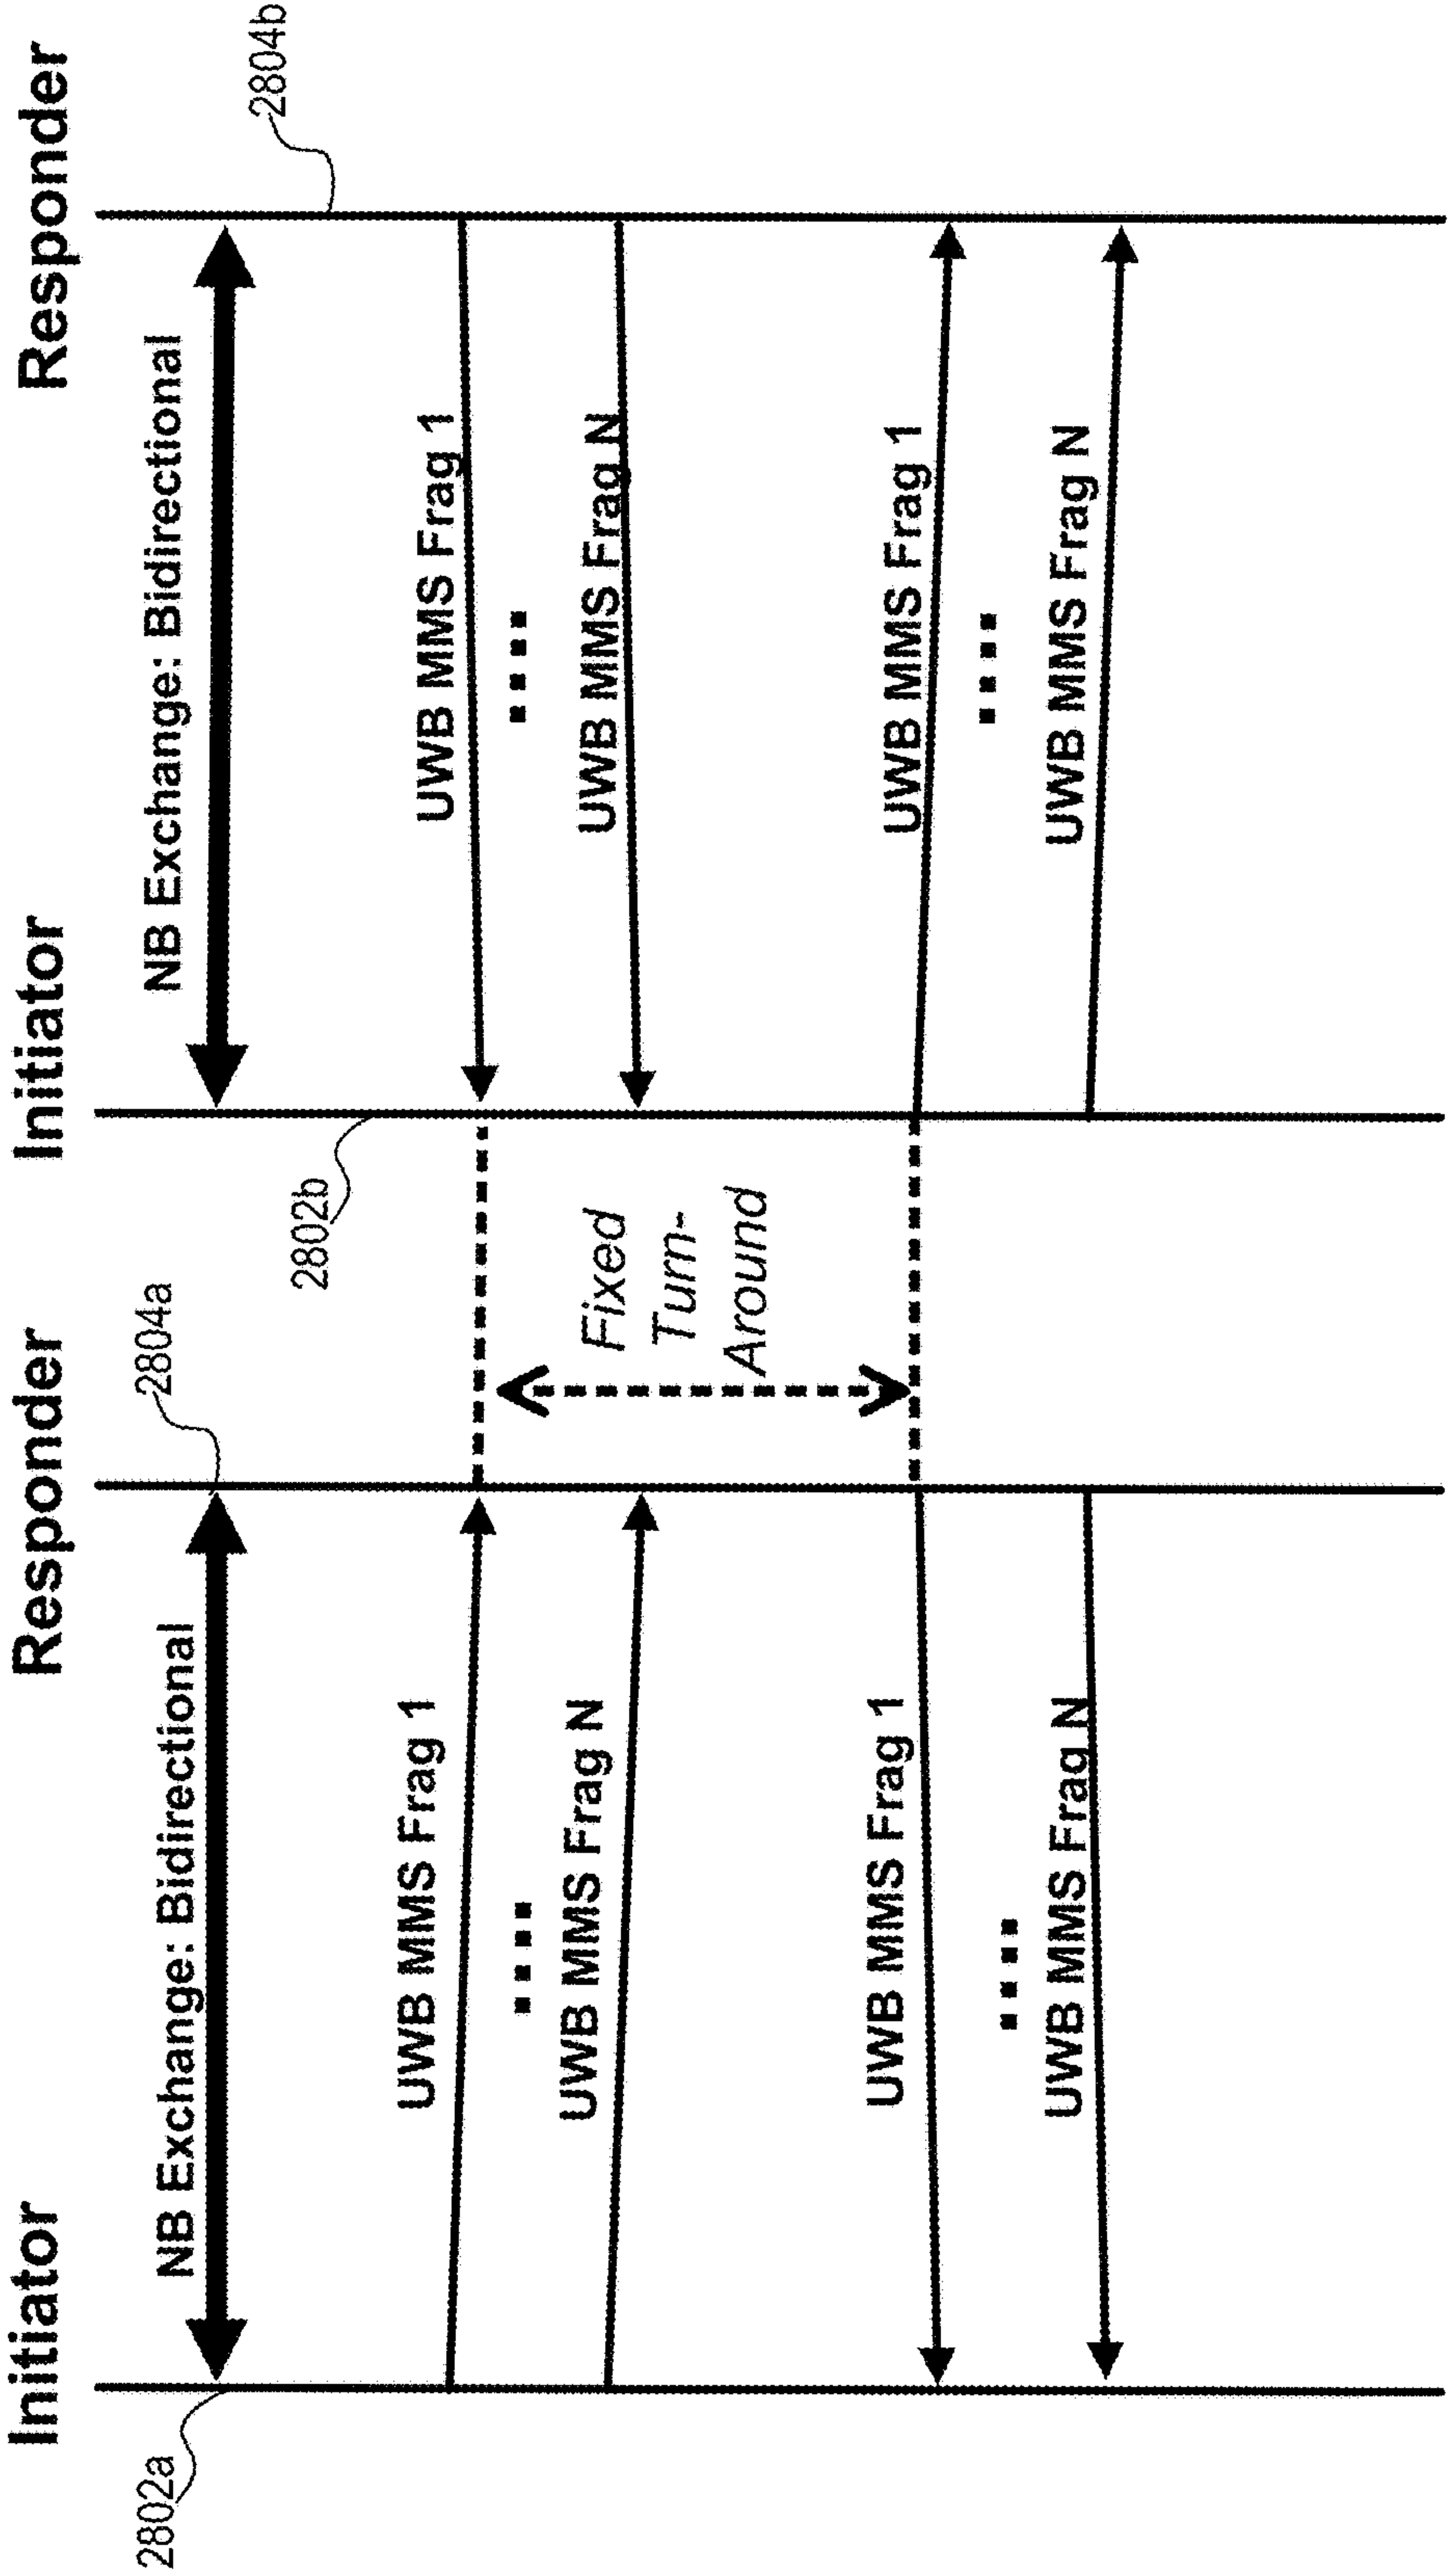 Initiator
Responder
Initiator
Responder
2802a
2804a
2802b
2804b
NB Exchange: Bidirectional
UWB MMS Frag 1
UWB MMS Frag N
UWB MMS Frag 1
UWB MMS Frag N
Fixed
Turn-
Around
NB Exchange: Bidirectional
UWB MMS Frag 1
UWB MMS Frag N
UWB MMS Frag 1
UWB MMS Frag N